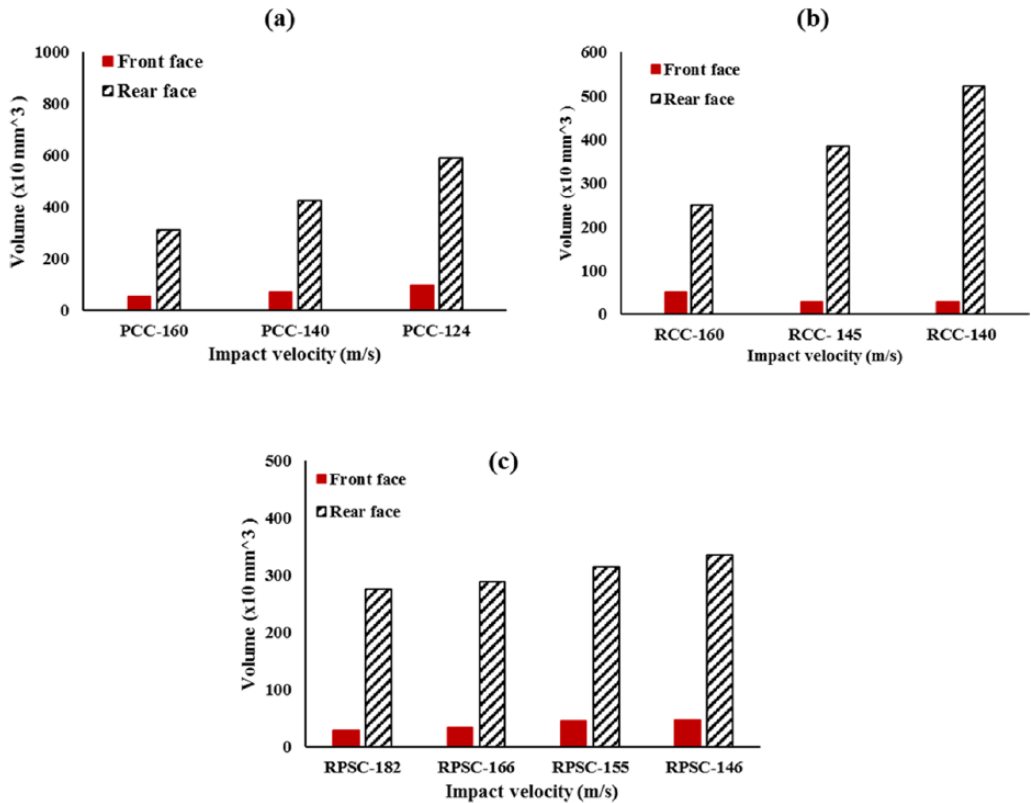 (a)
1000
800
600
400
200
0
Volume (x10 mm^3 )
Front face
Rear face
PCC-160 PCC-140 PCC-124
Impact velocity (m/s)
(b)
600
500
400
300
200
100
0
Volume (x10 mm^3 )
Front face
Rear face
RCC-160 RCC- 145 RCC-140
Impact velocity (m/s)
(c)
500
400
300
200
100
0
Volume (x10 mm^3 )
Front face
Rear face
RPSC-182 RPSC-166 RPSC-155 RPSC-146
Impact velocity (m/s)